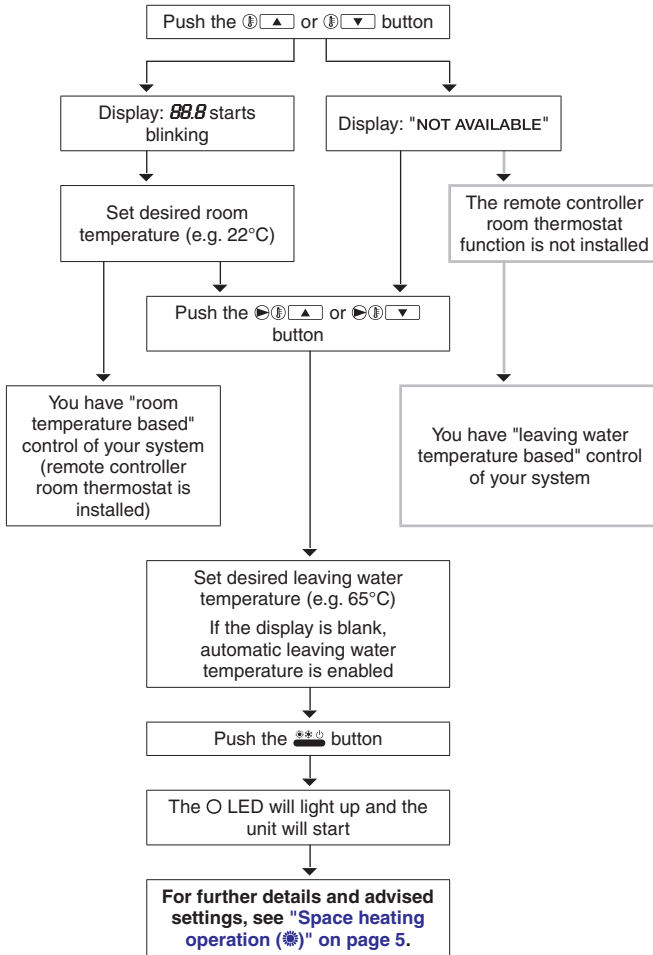 Push the ▲ or ▼ button
Display: 88.8 starts
blinking
Display: "NOT AVAILABLE"
Set desired room
temperature (e.g. 22°C)
The remote controller
room thermostat
function is not installed
Push the ▲ or ▼
button
You have "room
temperature based"
control of your system
(remote controller
room thermostat is
installed)
You have "leaving water
temperature based" control
of your system
Set desired leaving water
temperature (e.g. 65°C)
If the display is blank,
automatic leaving water
temperature is enabled
Push the button
The LED will light up and the
unit will start
For further details and advised
settings, see "Space heating
operation (☀)" on page 5.